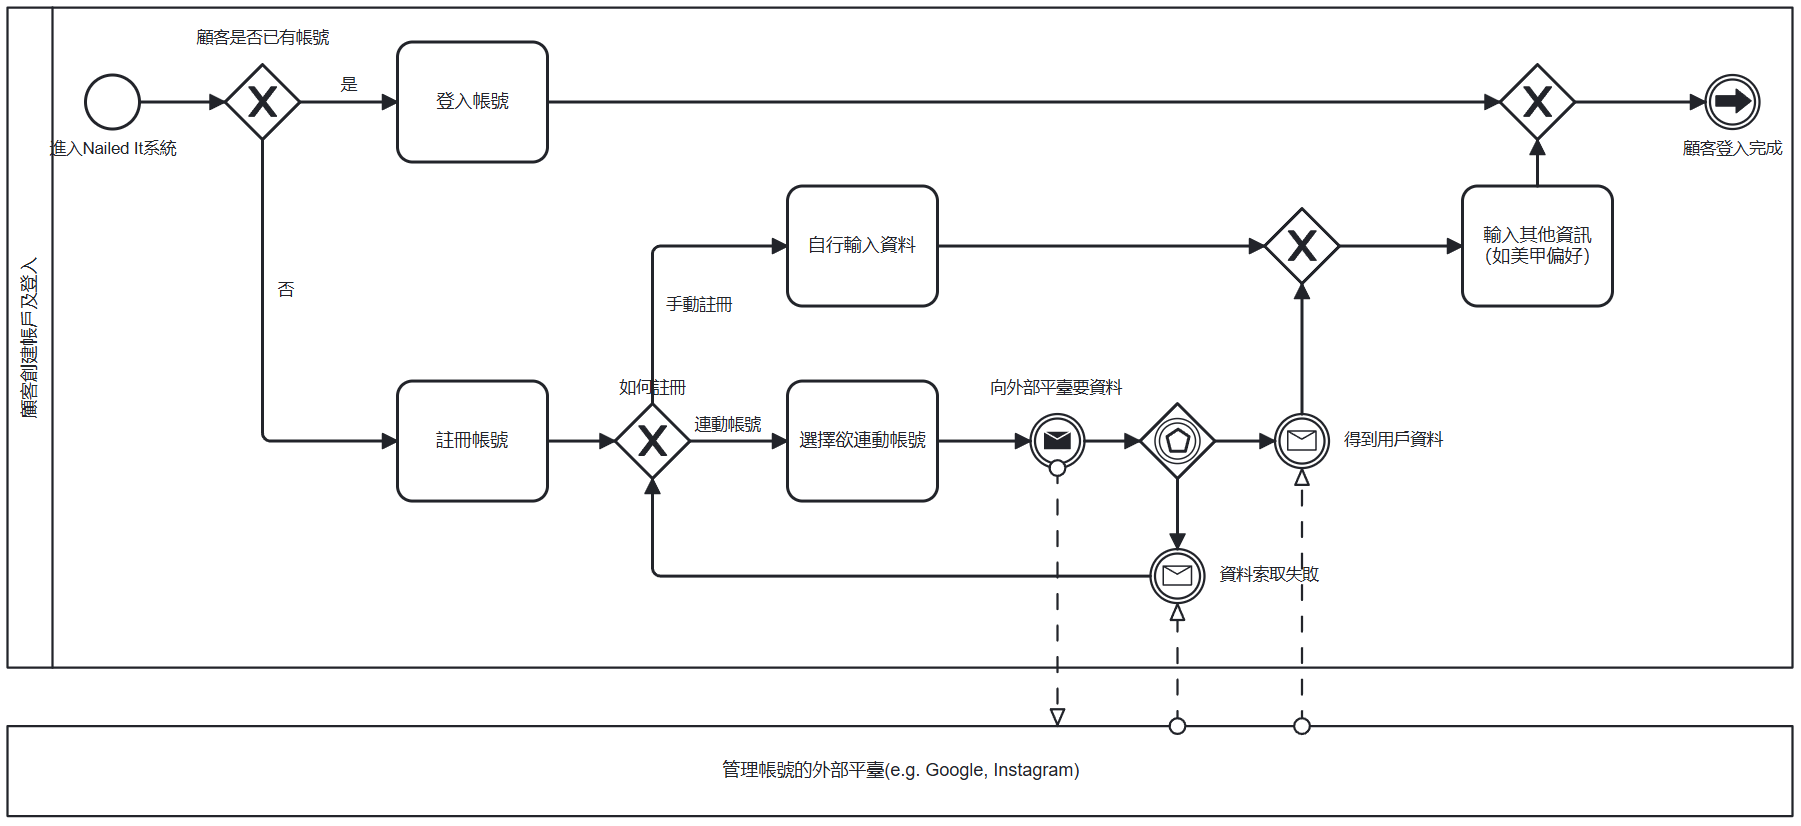 顧客創建帳戶及登入
顧客是否已有帳號
進入Nailed It系統
是
登入帳號
顧客登入完成
否
手動註冊
自行輸入資料
輸入其他資訊
（如美甲偏好）
註冊帳號
如何註冊
連動帳號
選擇欲連動帳號
向外部平臺要資料
得到用戶資料
資料索取失敗
管理帳號的外部平臺(e.g. Google, Instagram)